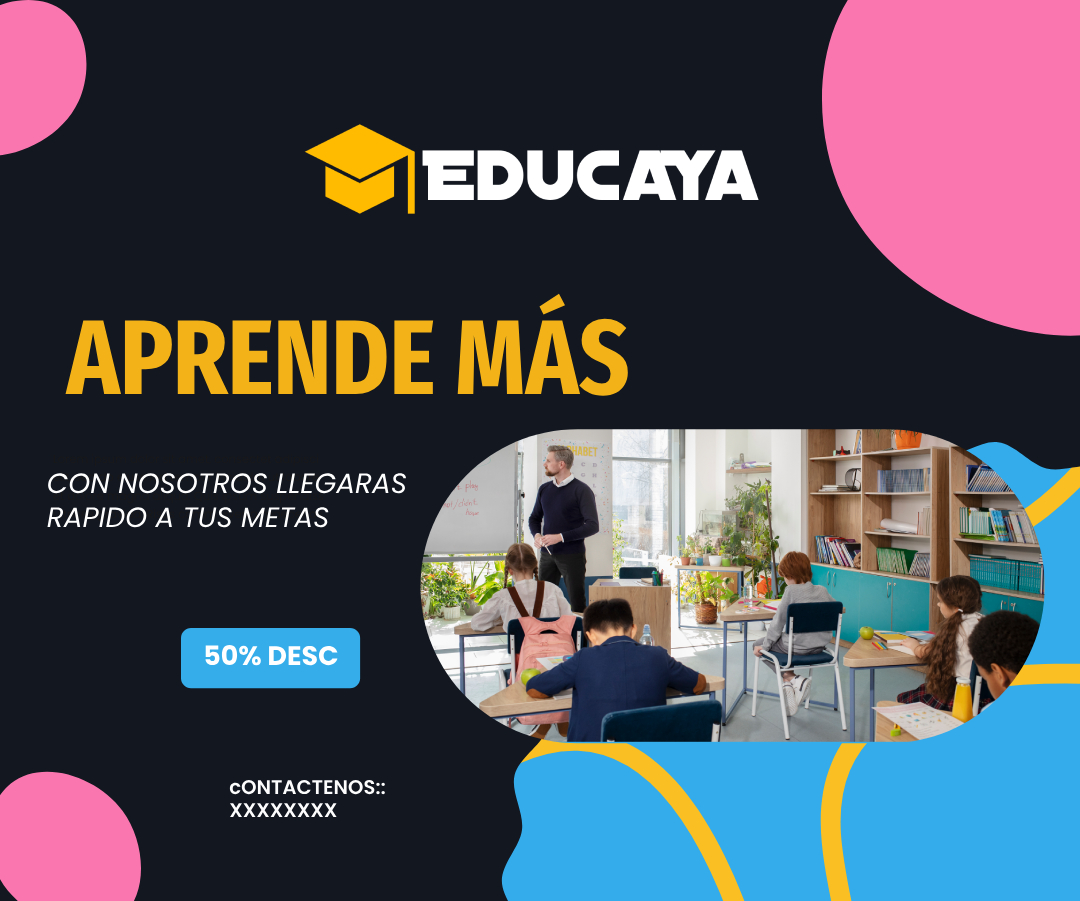 EDUCAYA
APRENDE MÁS
CON NOSOTROS LLEGARAS
RAPIDO A TUS METAS
50% DESC
cONTACTENOS::
XXXXXXXX